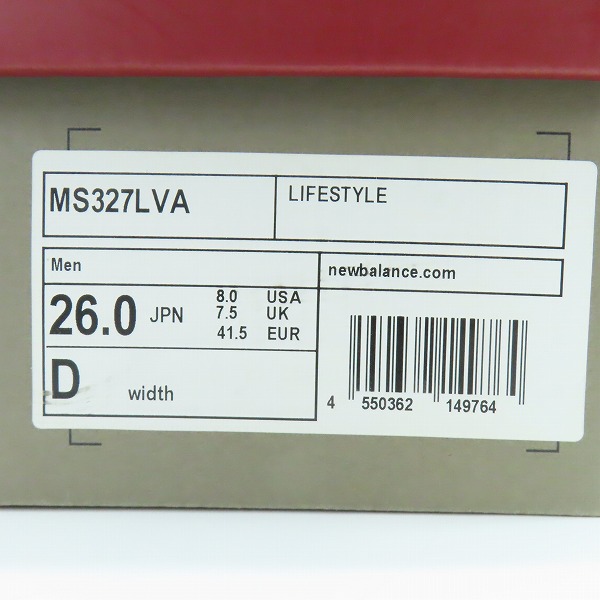 MS327LVA
LIFESTYLE
Men
newbalance.com
26.0 JPN
8.0 USA
7.5 UK
41.5 EUR
D width
4 550362 149764